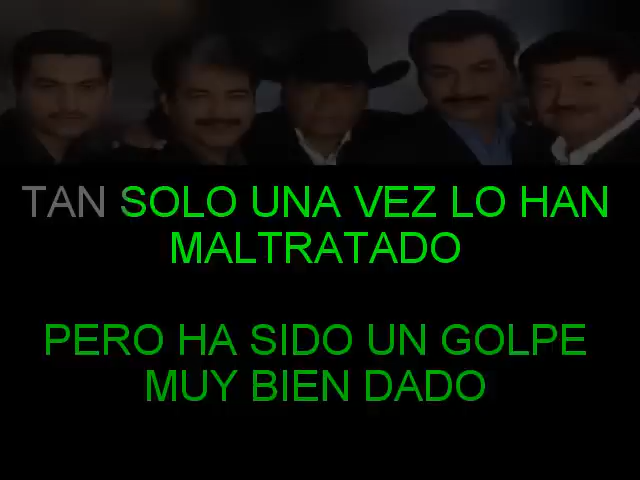 TAN SOLO UNA VEZ LO HAN
MALTRATADO
PERO HA SIDO UN GOLPE
MUY BIEN DADO